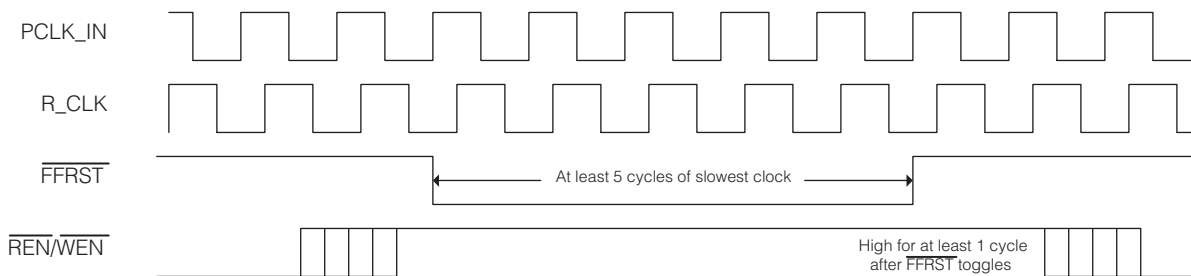 PCLK_IN
R_CLK
FFRST
At least 5 cycles of slowest clock
REN/WEN
High for at least 1 cycle
after FFRST toggles